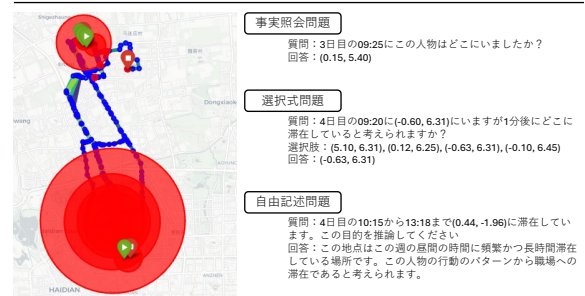 Shigezhuang
Dongxiaok
wang
HAIDIAN
事実照会問題
質問：3日目の09:25にこの人物はどこにいましたか？
回答：(0.15, 5.40)
選択式問題
質問：4日目の09:20に(-0.60, 6.31)にいますが1分後にどこに
滞在していると考えられますか？
選択肢：(5.10, 6.31), (0.12, 6.25), (-0.63, 6.31), (-0.10, 6.45)
回答：(-0.63, 6.31)
自由記述問題
質問：4日目の10:15から13:18まで(0.44, -1.96)に滞在してい
ます。この目的を推論してください
回答：この地点はこの週の昼間の時間に頻繁かつ長時間滞在
している場所です。この人物の行動のパターンから職場への
滞在であると考えられます。